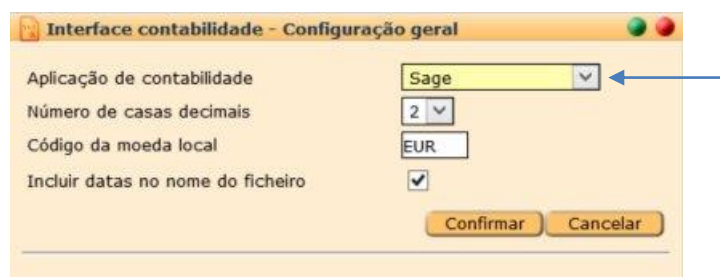 Interface contabilidade - Configuração geral
Aplicação de contabilidade Sage
Número de casas decimais 2
Código da moeda local EUR
Incluir datas no nome do ficheiro
Confirmar Cancelar